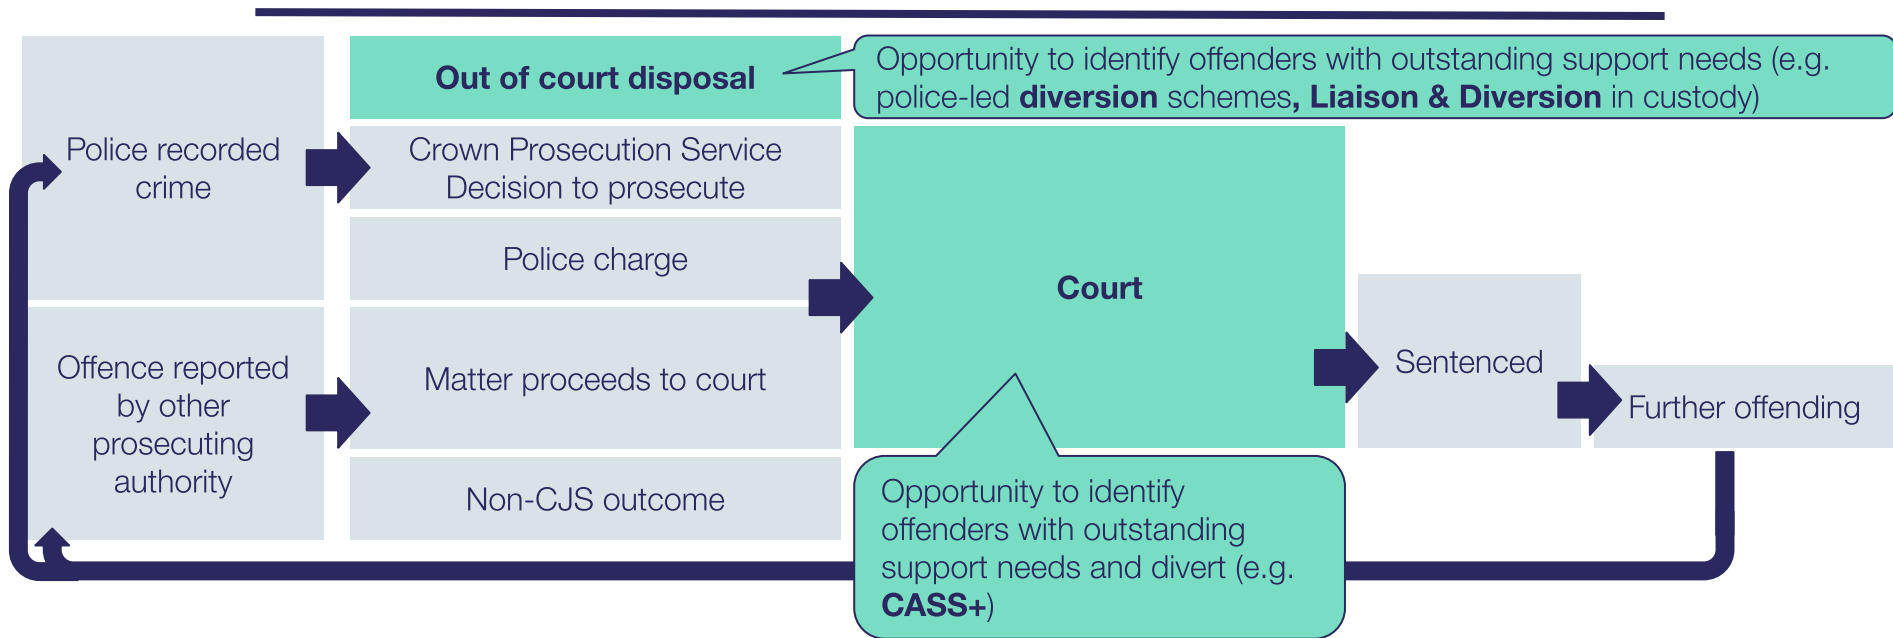 Out of court disposal
Opportunity to identify offenders with outstanding support needs (e.g.
police-led diversion schemes, Liaison & Diversion in custody)
Police recorded
crime
Crown Prosecution Service
Decision to prosecute
Police charge
Court
Offence reported
by other
prosecuting
authority
Matter proceeds to court
Non-CJS outcome
Sentenced
Further offending
Opportunity to identify
offenders with outstanding
support needs and divert (e.g.
CASS+)